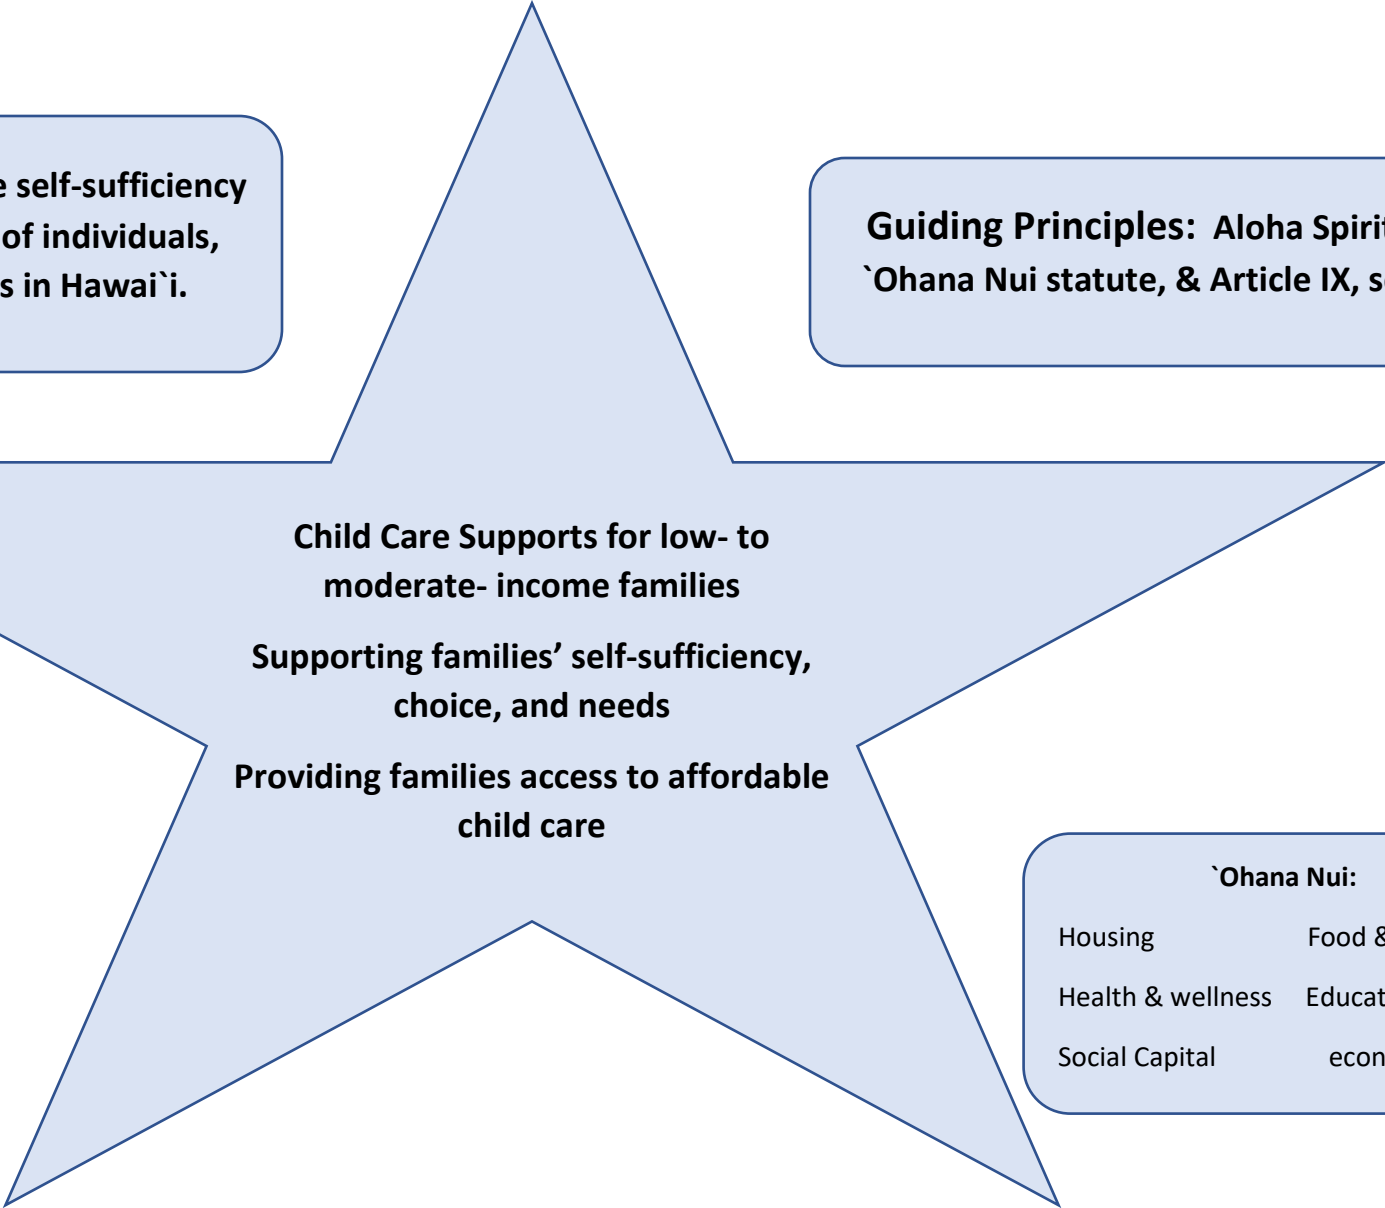 self-sufficiency
of individuals,
in Hawai`i.
Guiding Principles: Aloha
`Ohana Nui statute, & Article IX,
Child Care Supports for low- to
moderate- income families
Supporting families’ self-sufficiency,
choice, and needs
Providing families access to affordable
child care
`Ohana Nui:
Housing Food &
Health & wellness
Social Capital